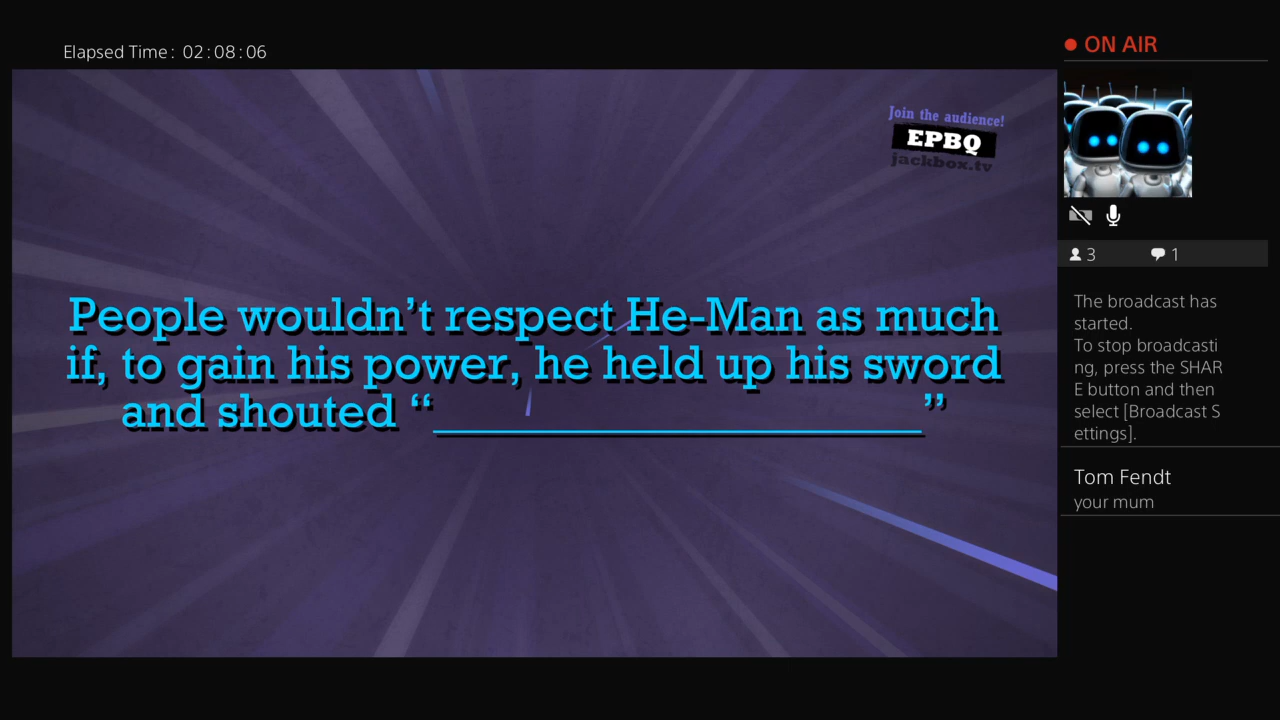 Elapsed Time: 02:08:06
ON AIR
Join the audience!
EPBQ
jackbox.tv
3 1
People wouldn’t respect He-Man as much
if, to gain his power, he held up his sword
and shouted “____________________”
The broadcast has
started.
To stop broadcasti
ng, press the SHAR
E button and then
select [Broadcast S
ettings].
Tom Fendt
your mum